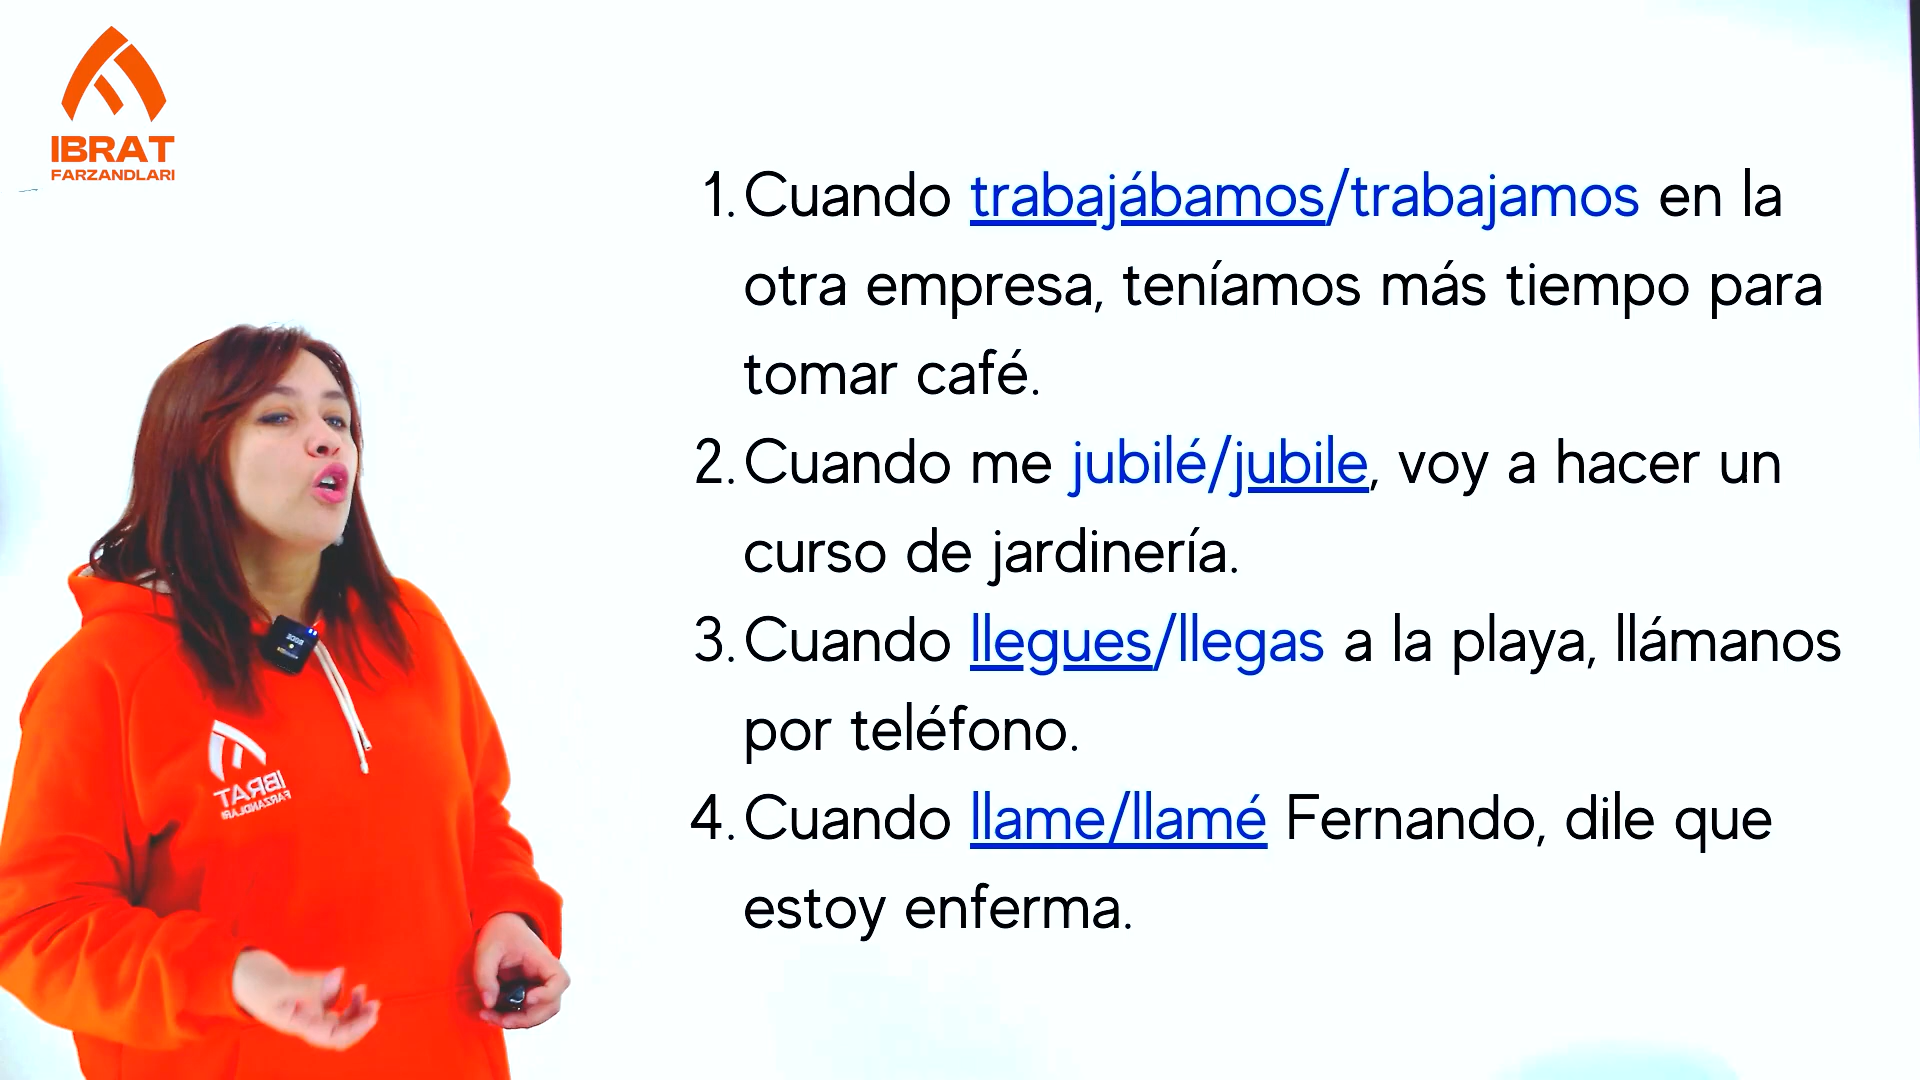 IBRAT
FARZANDLARI
1. Cuando trabajábamos/trabajamos en la
otra empresa, teníamos más tiempo para
tomar café.
2. Cuando me jubilé/jubile, voy a hacer un
curso de jardinería.
3. Cuando llegues/llegas a la playa, llámanos
por teléfono.
4. Cuando llame/llamé Fernando, dile que
estoy enferma.
IBRAT
FARZANDLARI